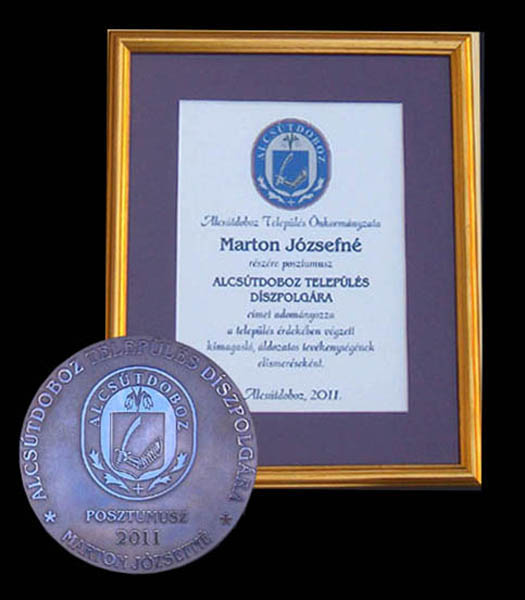 ALCSÚTDOBOZ
Alcsútdoboz Település Önkormányzata
Marton Józsefné
részére posztumusz
ALCSÚTDOBOZ TELEPÜLÉS
DÍSZPOLGÁRA
címet adományozza
a település érdekében végzett
kimagasló, áldozatos tevékenységének
elismeréseként.
Alcsútdoboz, 2011.
ALCSÚTDOBOZ TELEPÜLÉS DÍSZPOLGÁRA
ALCSÚTDOBOZ
POSZTUMUSZ
2011
* MARTON JÓZSEFNÉ *